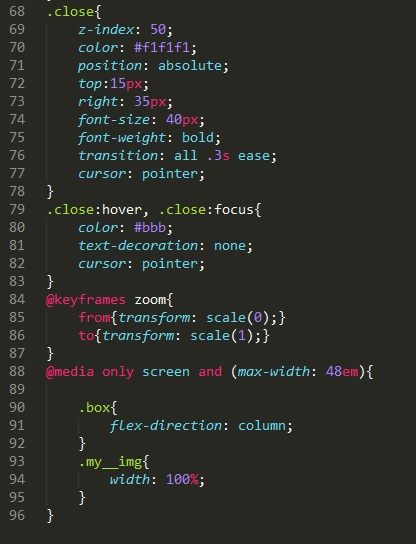 68 .close{
69 z-index: 50;
70 color: #f1f1f1;
71 position: absolute;
72 top:15px;
73 right: 35px;
74 font-size: 40px;
75 font-weight: bold;
76 transition: all .3s ease;
77 cursor: pointer;
78 }
79 .close:hover, .close:focus{
80 color: #bbb;
81 text-decoration: none;
82 cursor: pointer;
83 }
84 @keyframes zoom{
85 from{transform: scale(0);}
86 to{transform: scale(1);}
87 }
88 @media only screen and (max-width: 48em){
89
90 .box{
91 flex-direction: column;
92 }
93 .my__img{
94 width: 100%;
95 }
96 }